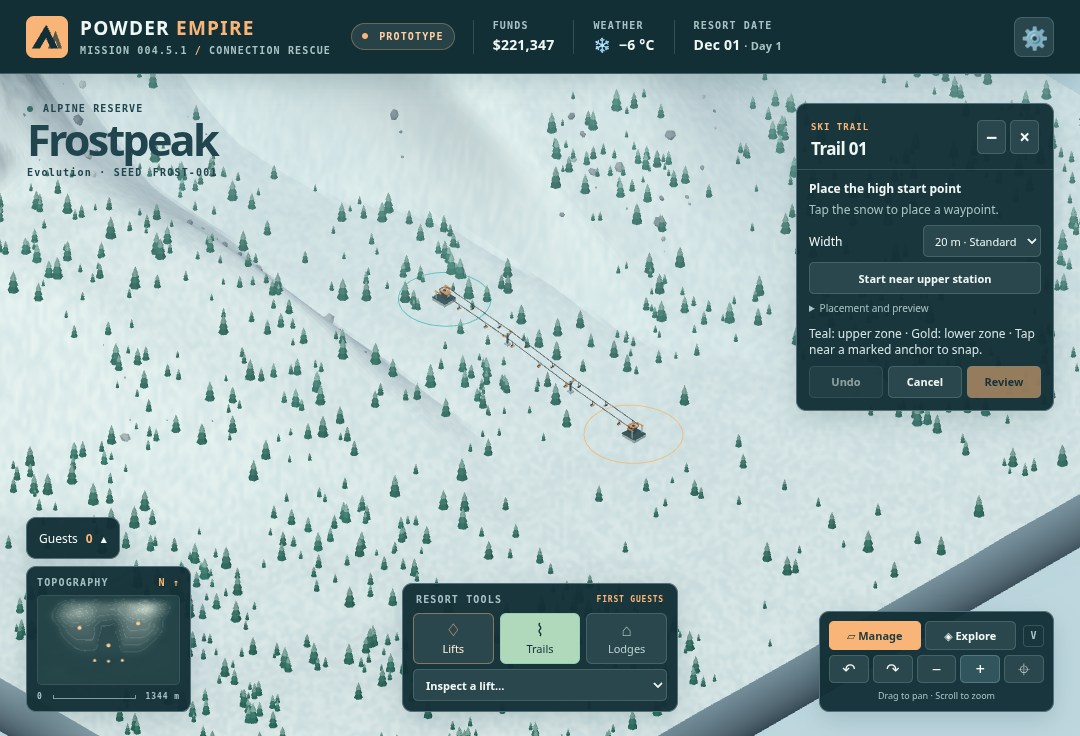 POWDER EMPIRE
MISSION 004.5.1 / CONNECTION RESCUE
PROTOTYPE
FUNDS
$221,347
WEATHER
−6 °C
RESORT DATE
Dec 01 · Day 1
ALPINE RESERVE
Frostpeak
Evolution · SEED FROST-001
SKI TRAIL
Trail 01
Place the high start point
Tap the snow to place a waypoint.
Width
20 m · Standard
Start near upper station
Placement and preview
Teal: upper zone · Gold: lower zone · Tap
near a marked anchor to snap.
Undo
Cancel
Review
Guests 0
TOPOGRAPHY
N ↑
0
1344 m
RESORT TOOLS
FIRST GUESTS
Lifts
Trails
Lodges
Inspect a lift...
Manage
Explore
V
Drag to pan · Scroll to zoom